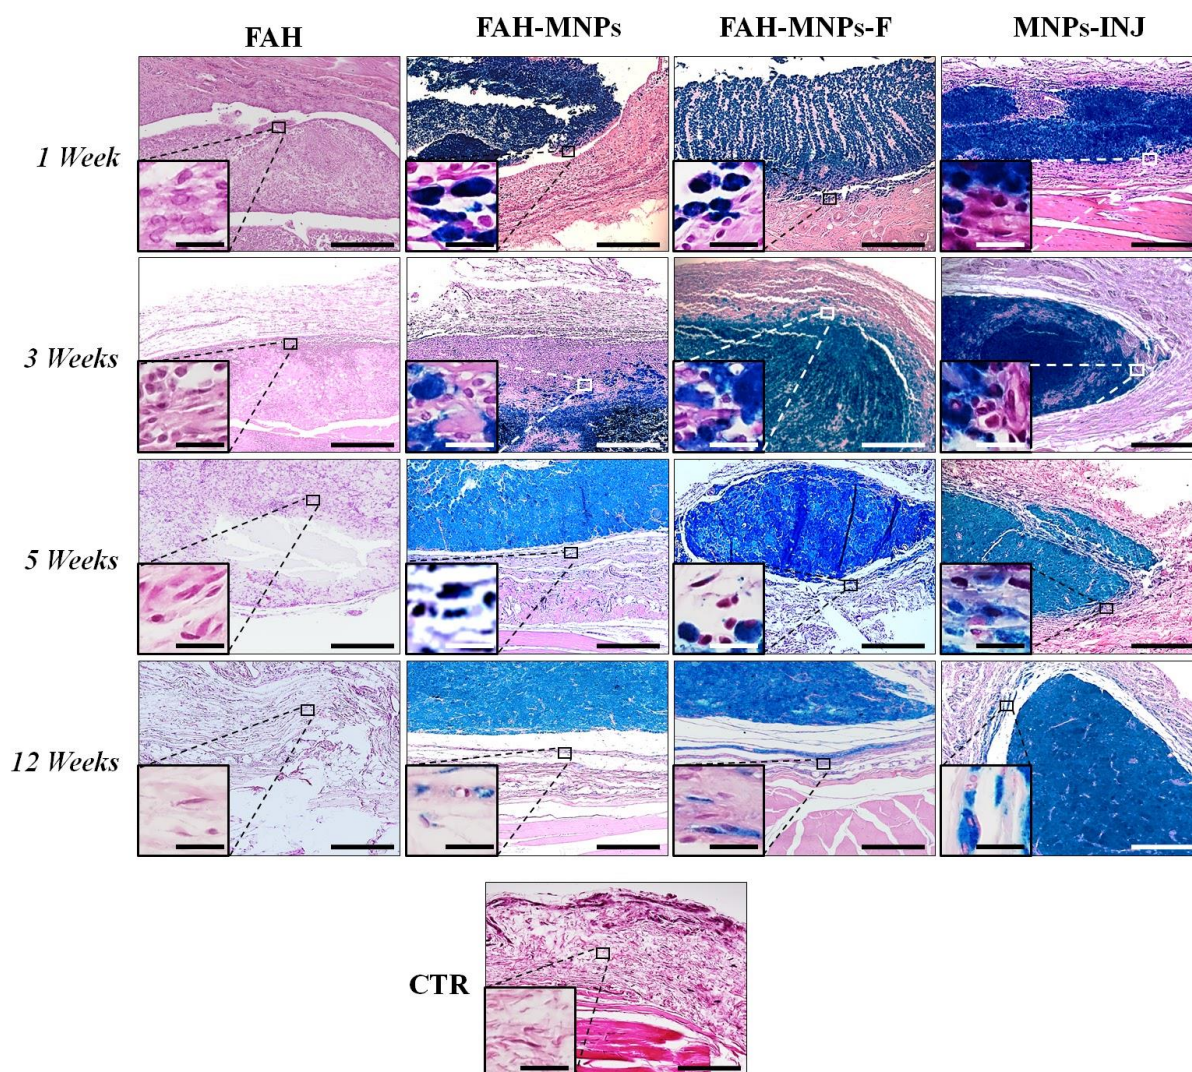 FAH FAH-MNPs FAH-MNPs-F MNPs-INJ
1 Week
3 Weeks
5 Weeks
12 Weeks
CTR